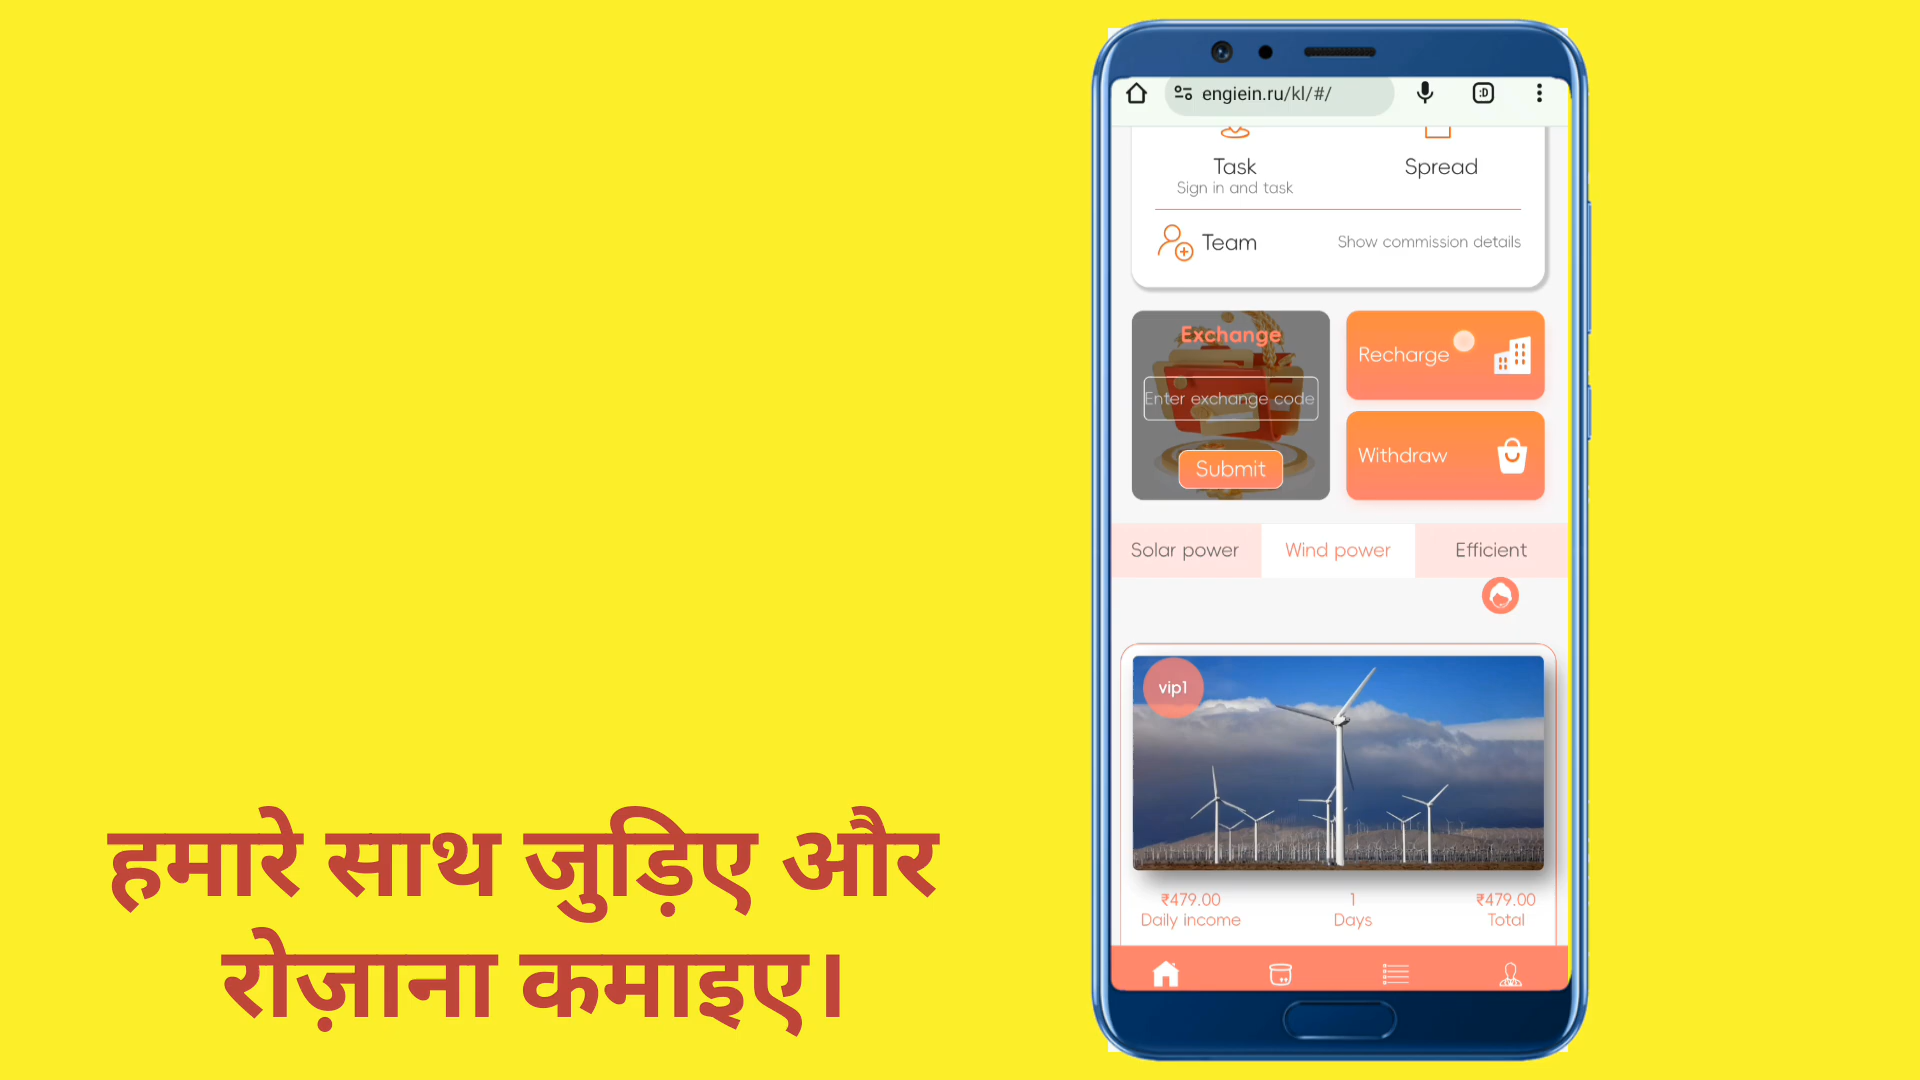 engiein.ru/kl/#/
:D
Task
Sign in and task
Spread
Team
Show commission details
Exchange
Enter exchange code
Submit
Recharge
Withdraw
Solar power
Wind power
Efficient
vip1
₹479.00
Daily income
1
Days
₹479.00
Total
हमारे साथ जुड़िए और
रोज़ाना कमाइए।